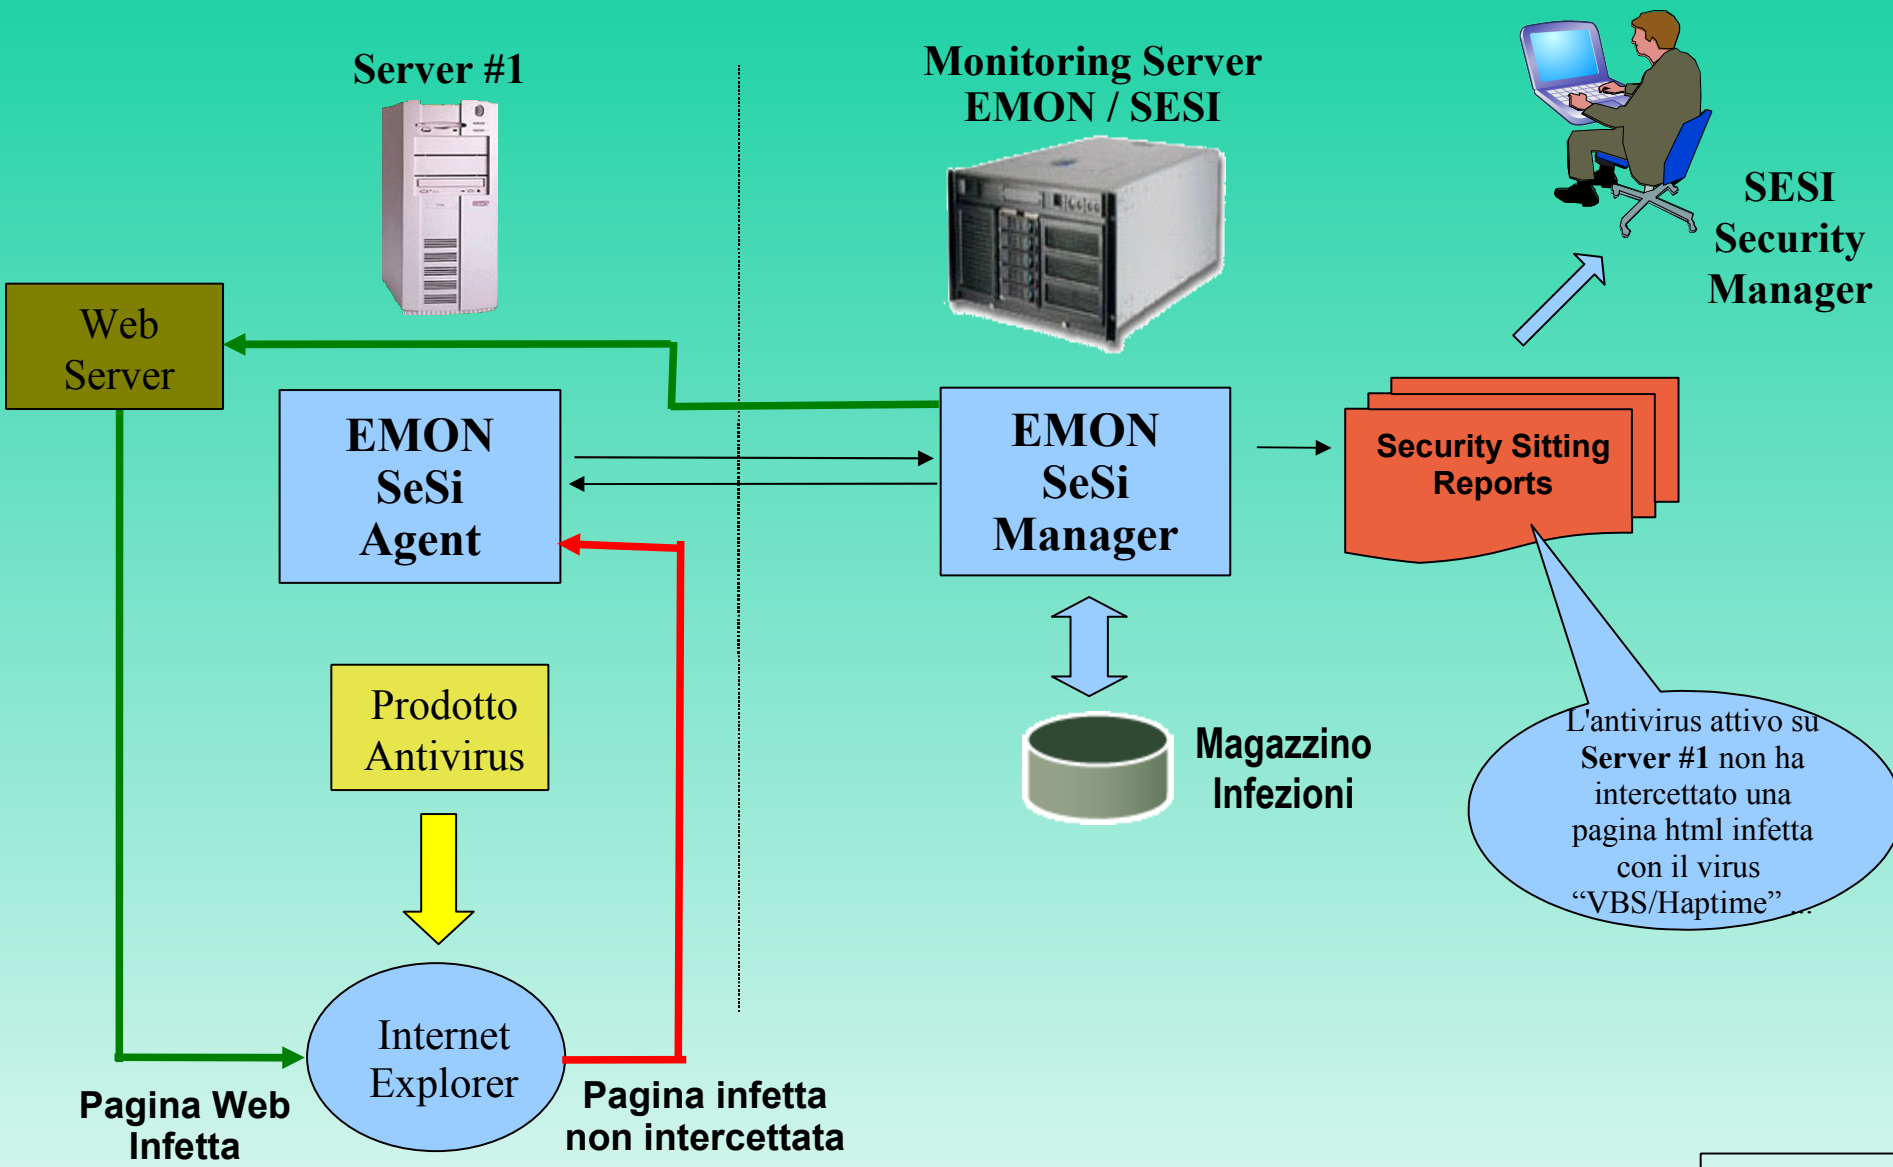 Server #1
Monitoring Server
EMON / SESI
SESI
Security
Manager
Web
Server
EMON
SeSi
Agent
EMON
SeSi
Manager
Security Sitting
Reports
Prodotto
Antivirus
Magazzino
Infezioni
L'antivirus attivo su
Server #1 non ha
intercettato una
pagina html infetta
con il virus
“VBS/Haptime” ...
Internet
Explorer
Pagina Web
Infetta
Pagina infetta
non intercettata